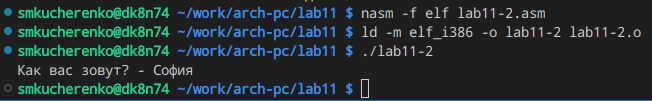 smkucherenko@dk8n74 ~/work/arch-pc/lab11 $ nasm -f elf lab11-2.asm
smkucherenko@dk8n74 ~/work/arch-pc/lab11 $ ld -m elf_i386 -o lab11-2 lab11-2.o
smkucherenko@dk8n74 ~/work/arch-pc/lab11 $ ./lab11-2
Как вас зовут? - София
smkucherenko@dk8n74 ~/work/arch-pc/lab11 $